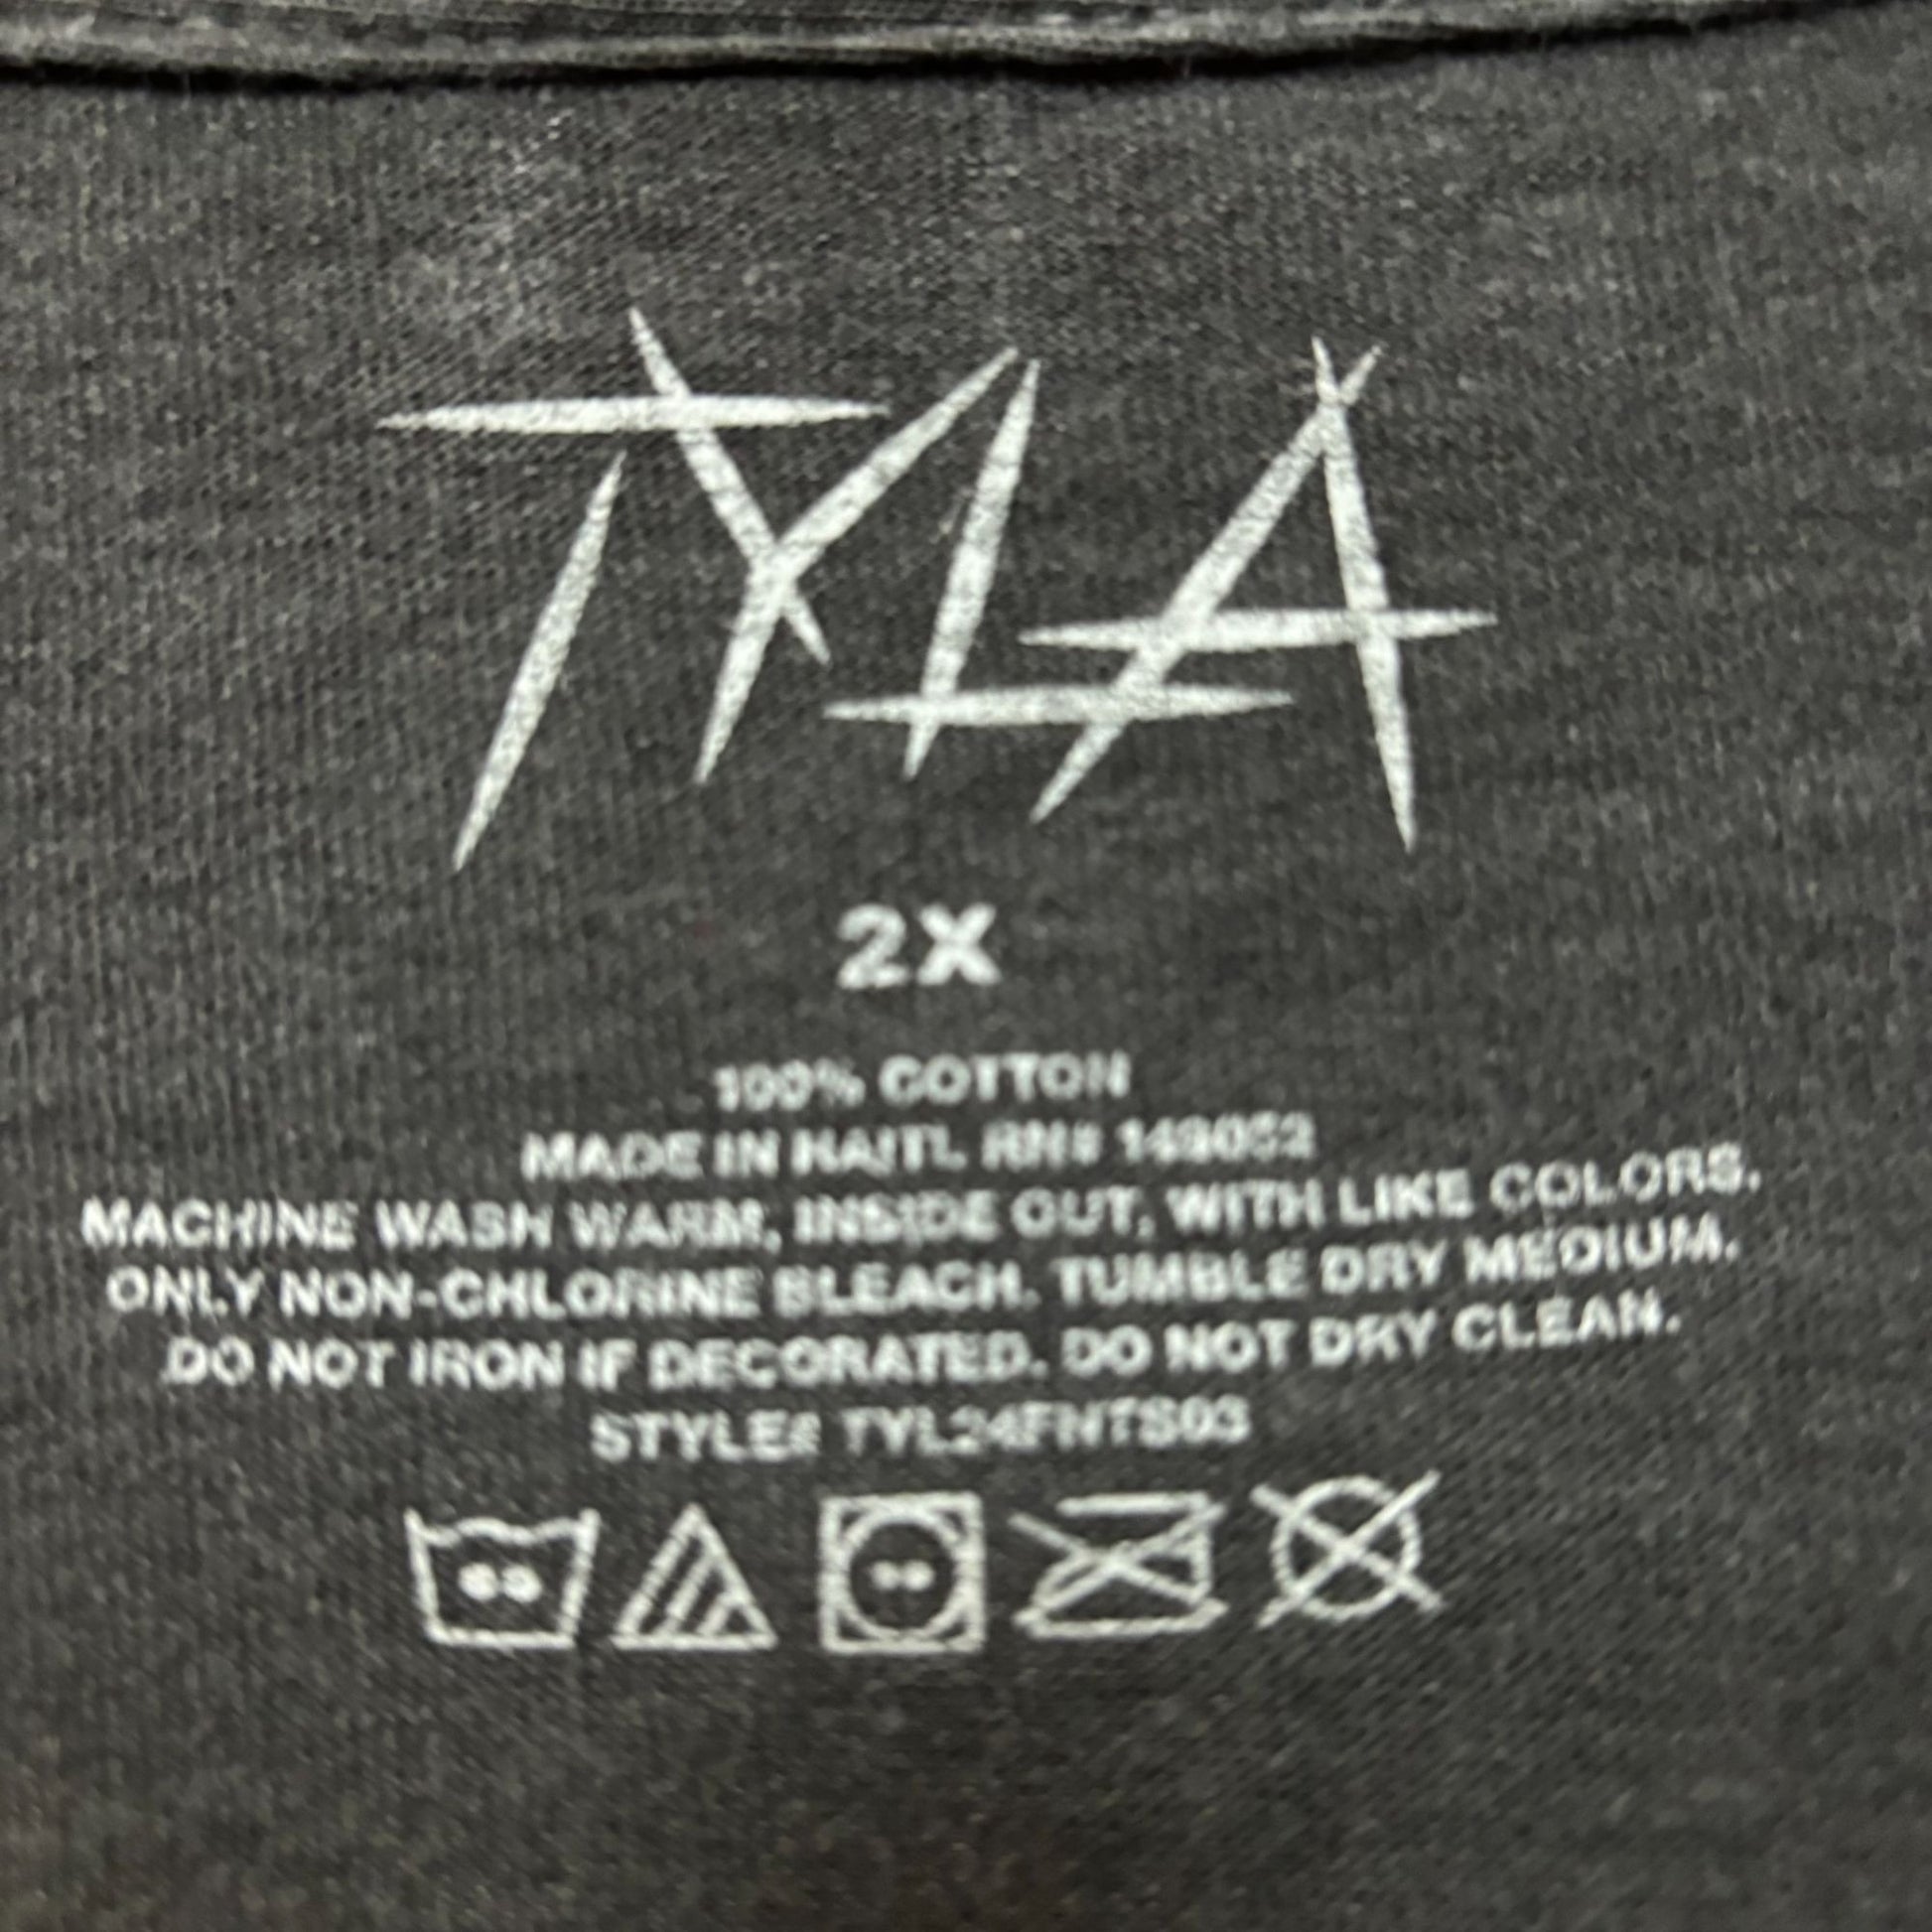 TYLA
2X
100% COTTON
MADE IN HAITI. RN# 149052
MACHINE WASH WARM, INSIDE OUT, WITH LIKE COLORS.
ONLY NON-CHLORINE BLEACH. TUMBLE DRY MEDIUM.
DO NOT IRON IF DECORATED. DO NOT DRY CLEAN.
STYLE# TYL24FNTS03